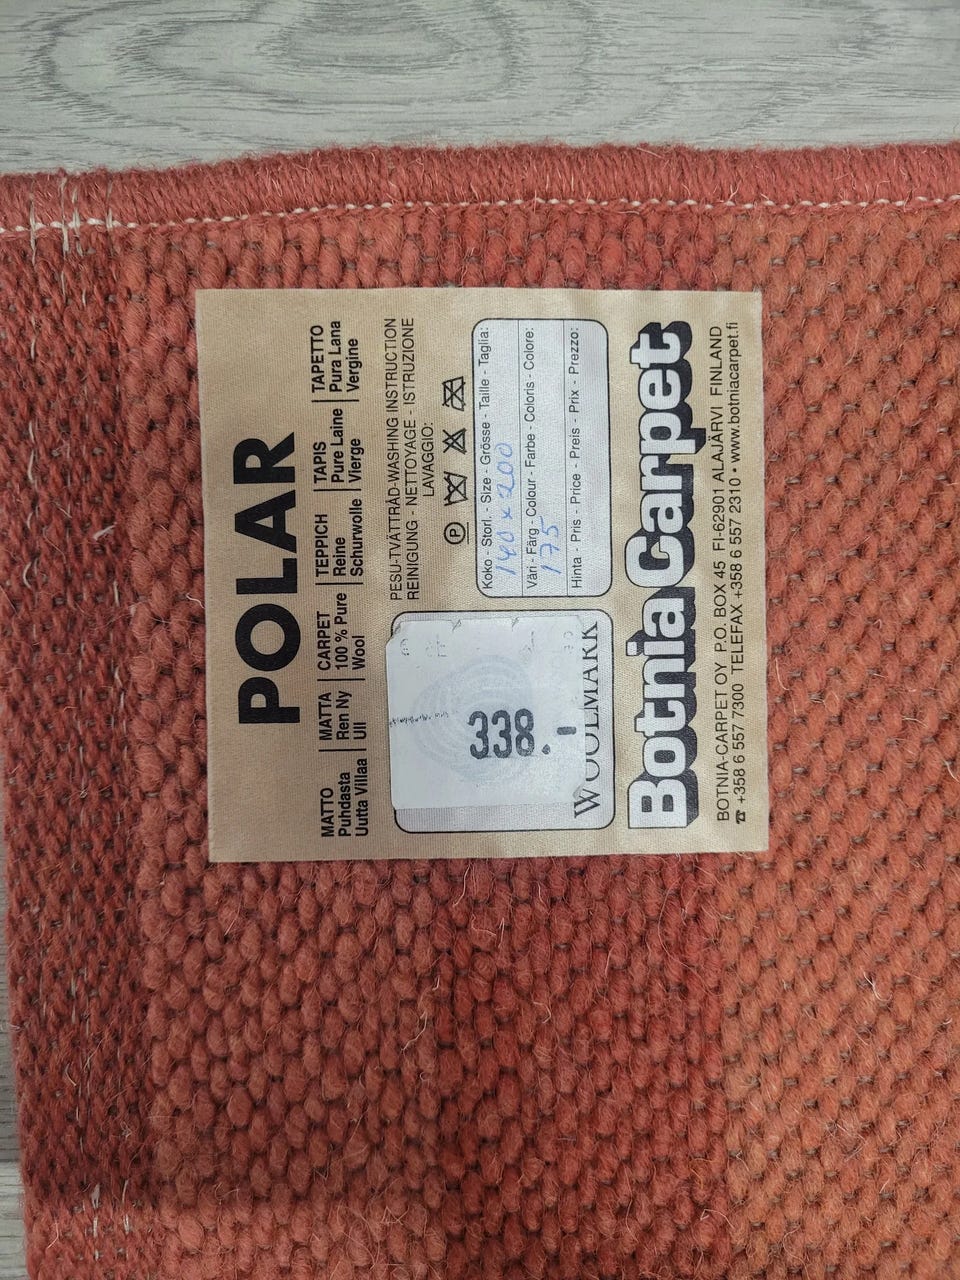 POLAR
MATTO
Puhdasta
Uutta Villaa
MATTA
Ren Ny
Ull
CARPET
100 % Pure
Wool
TEPPICH
Reine
Schurwolle
TAPIS
Pure Laine
Vierge
TAPETTO
Pura Lana
Vergine
338.-
WOOLMARK
PESU-TVÄTTRÅD-WASHING INSTRUCTION
REINIGUNG - NETTOYAGE - ISTRUZIONE
LAVAGGIO:
P
Koko - Storl. - Size - Grösse - Taille - Taglia:
140 x 200
Väri - Färg - Colour - Farbe - Coloris - Colore:
175
Hinta - Pris - Price - Preis - Prix - Prezzo:
Botnia Carpet
BOTNIA-CARPET OY P.O. BOX 45 FI-62901 ALAJÄRVI FINLAND
☎ +358 6 557 7300 TELEFAX +358 6 557 2310 • www.botniacarpet.fi